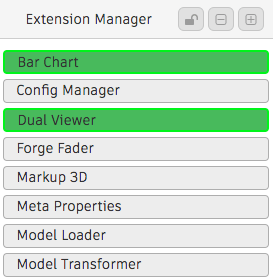 Extension Manager
Bar Chart
Config Manager
Dual Viewer
Forge Fader
Markup 3D
Meta Properties
Model Loader
Model Transformer